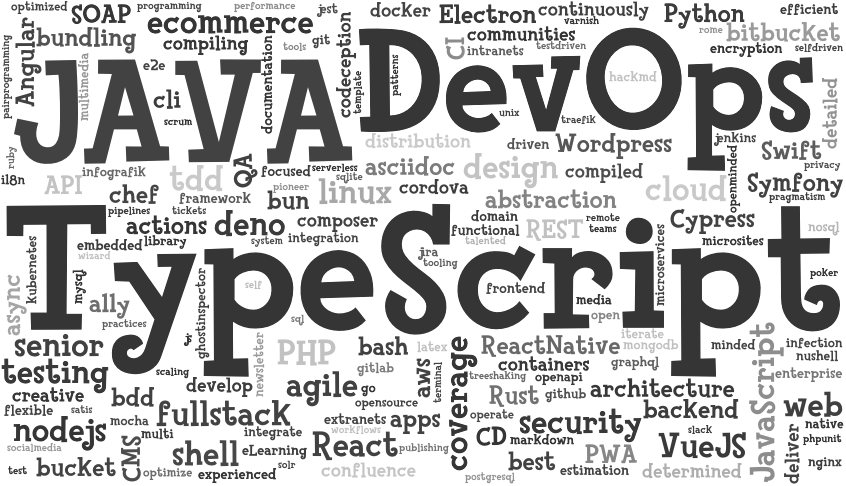 optimized
SOAP
programming
performance
jest
docker
Electron
continuously
varnish
Python
efficient
Angular
bundling
ecommerce
compiling
tools
git
documentation
codeception
template
CI
communities
intranets
testdriven
rome
bitbucket
encryption
selfdriven
pairprogramming
multimedia
JAVA
e2e
cli
scrum
DevOps
patterns
hackmd
unix
traefik
detailed
ruby
i18n
API
infografik
tdd
QA
focused
serverless
sqlite
pioneer
distribution
asciidoc
design
driven
Wordpress
compiled
jenkins
openminded
Swift
privacy
Symfony
pragmatism
chef
framework
bun
linux
cordova
abstraction
cloud
pipelines
tickets
actions
deno
composer
domain
functional
talented
REST
remote
teams
Cypress
microsites
nosql
Kubernetes
embedded
library
wizard
system
integration
jira
tooling
microservices
TypeScript
mysql
async
a11y
practices
ghostinspector
self
sql
frontend
media
open
poker
senior
testing
scaling
newsletter
PHP
bash
latex
gitlab
ReactNative
iterate
mongodb
minded
JavaScript
infection
nushell
creative
develop
agile
go
aws
terminal
coverage
treeshaking
containers
openapi
graphql
enterprise
flexible
satis
bdd
mocha
fullstack
opensource
Rust
github
architecture
web
nodejs
multi
integrate
extranets
workflows
apps
operate
security
backend
native
phpunit
socialmedia
CMS
shell
eLearning
React
publishing
CD
markdown
slack
VueJS
deliver
test
bucket
optimize
experienced
solr
confluence
postgresql
best
estimation
PWA
determined
nginx